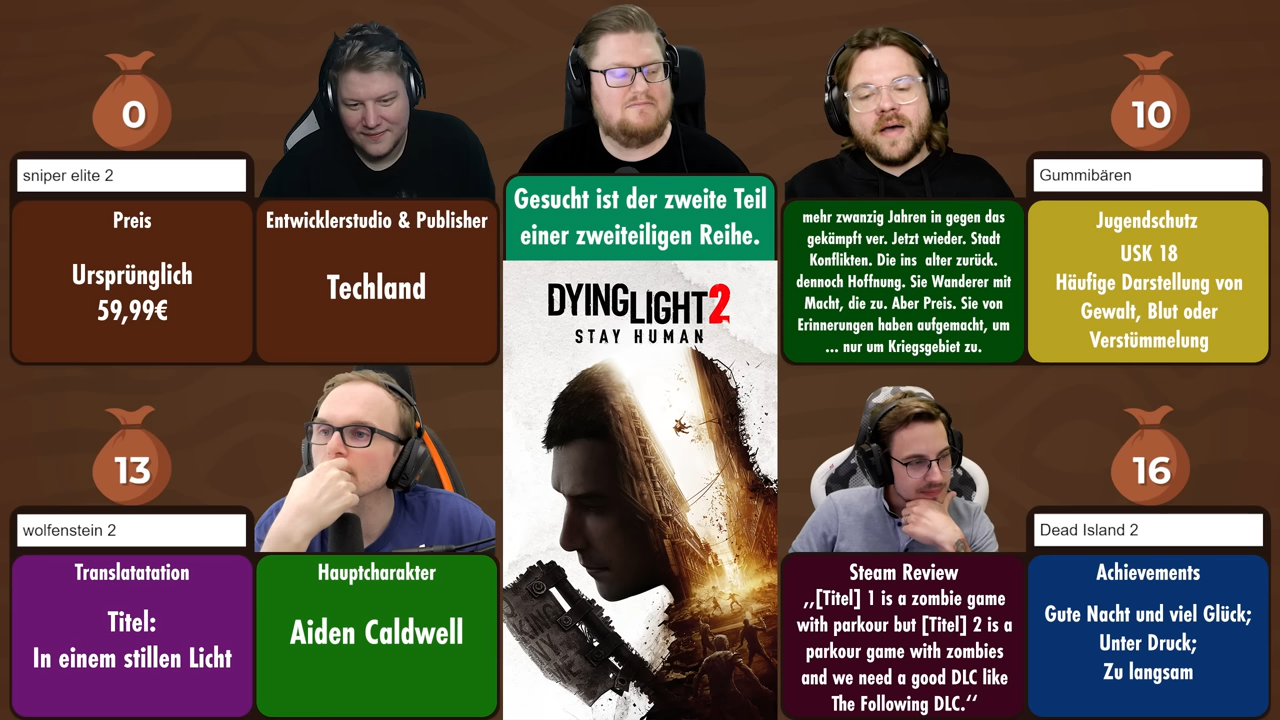 0
sniper elite 2
Preis
Ursprünglich
59,99€
Entwicklerstudio & Publisher
Techland
Gesucht ist der zweite Teil
einer zweiteiligen Reihe.
DYING LIGHT 2
STAY HUMAN
mehr zwanzig Jahren in gegen das
gekämpft ver. Jetzt wieder. Stadt
Konflikten. Die ins alter zurück.
dennoch Hoffnung. Sie Wanderer mit
Macht, die zu. Aber Preis. Sie von
Erinnerungen haben aufgemacht, um
... nur um Kriegsgebiet zu.
10
Gummibären
Jugendschutz
USK 18
Häufige Darstellung von
Gewalt, Blut oder
Verstümmelung
13
wolfenstein 2
Translatatation
Titel:
In einem stillen Licht
Hauptcharakter
Aiden Caldwell
Steam Review
,,[Titel] 1 is a zombie game
with parkour but [Titel] 2 is a
parkour game with zombies
and we need a good DLC like
The Following DLC.‘‘
16
Dead Island 2
Achievements
Gute Nacht und viel Glück;
Unter Druck;
Zu langsam